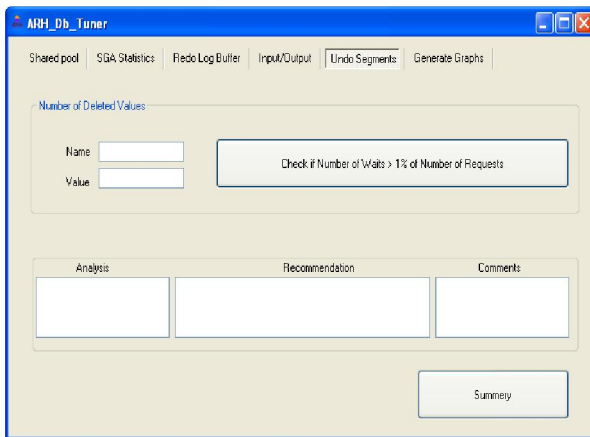 ARH_Db_Tuner
Shared pool SGA Statistics Redo Log Buffer Input/Output Undo Segments Generate Graphs
Number of Deleted Values
Name
Check if Number of Waits > 1% of Number of Requests
Value
Analysis Recommendation Comments
Summery